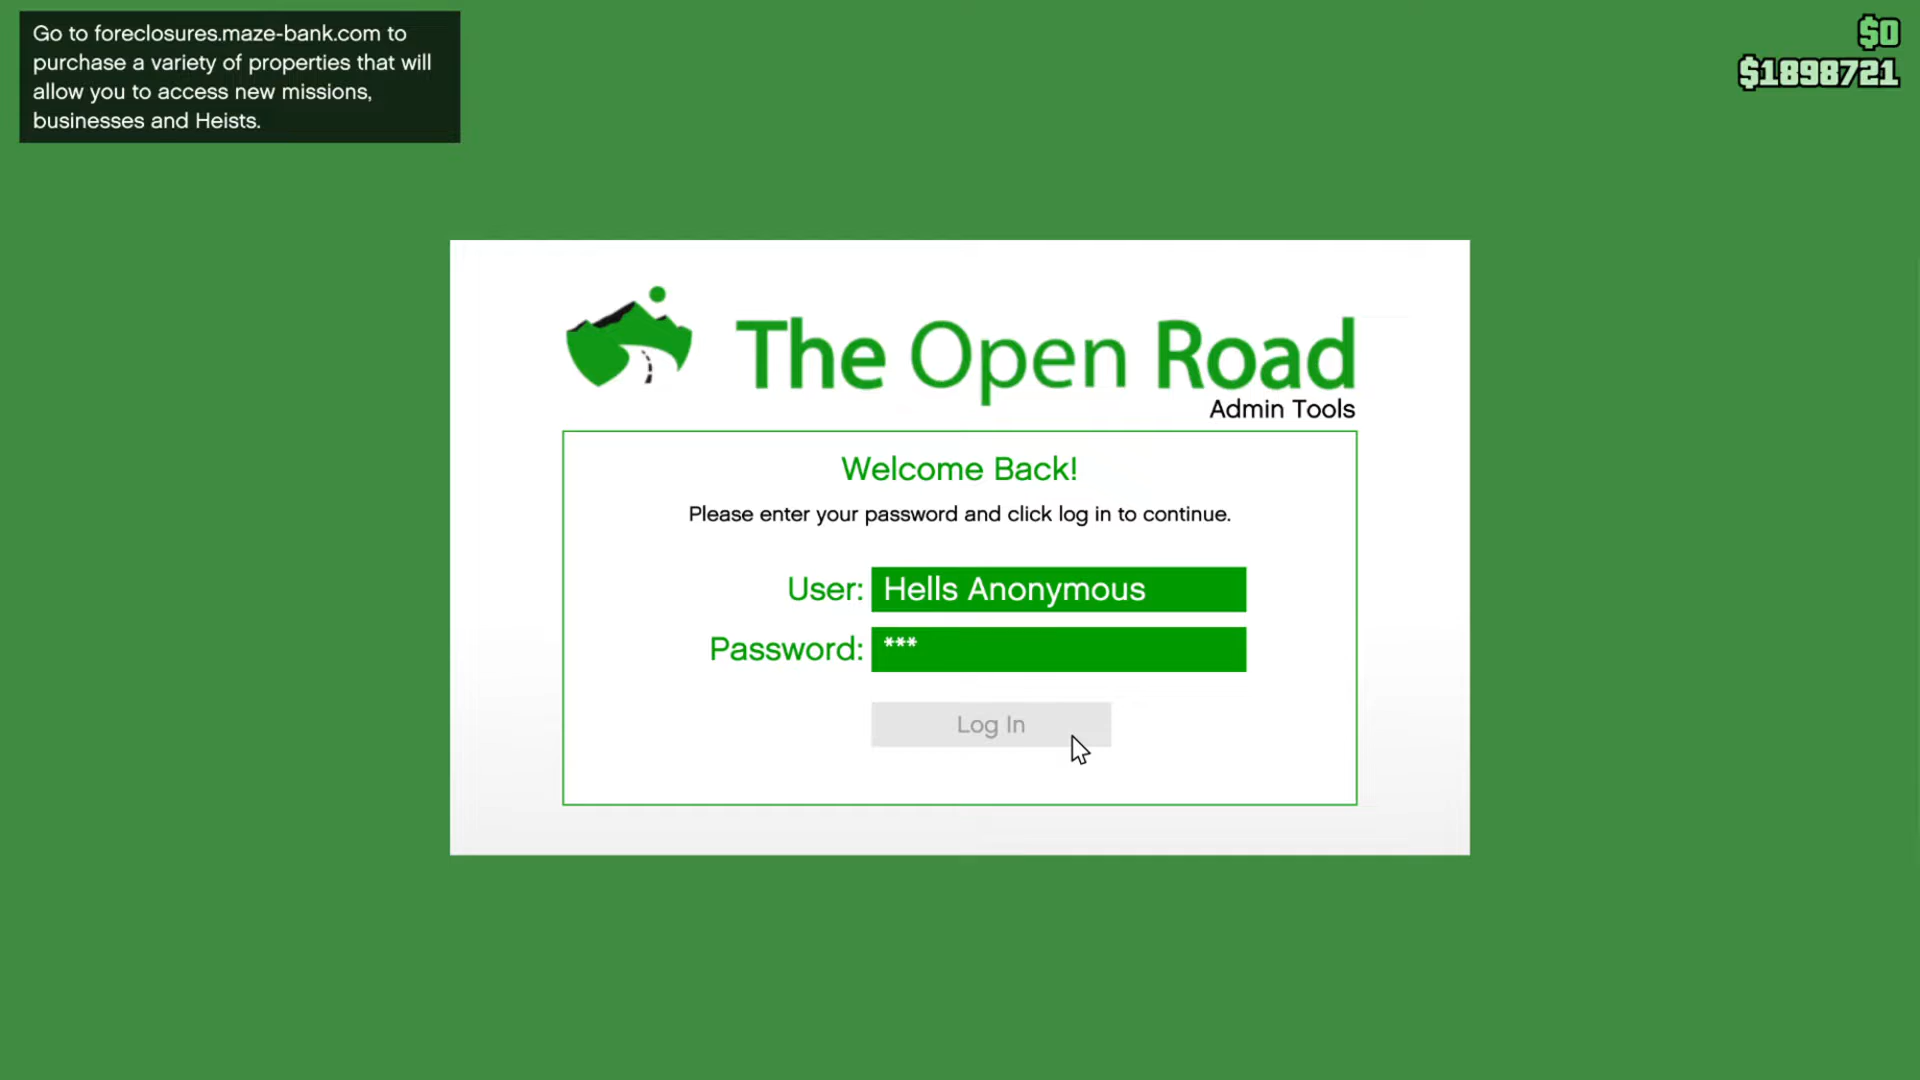 Go to foreclosures.maze-bank.com to
purchase a variety of properties that will
allow you to access new missions,
businesses and Heists.
$0
$1898721
The Open Road
Admin Tools
Welcome Back!
Please enter your password and click log in to continue.
User: Hells Anonymous
Password: ***
Log In